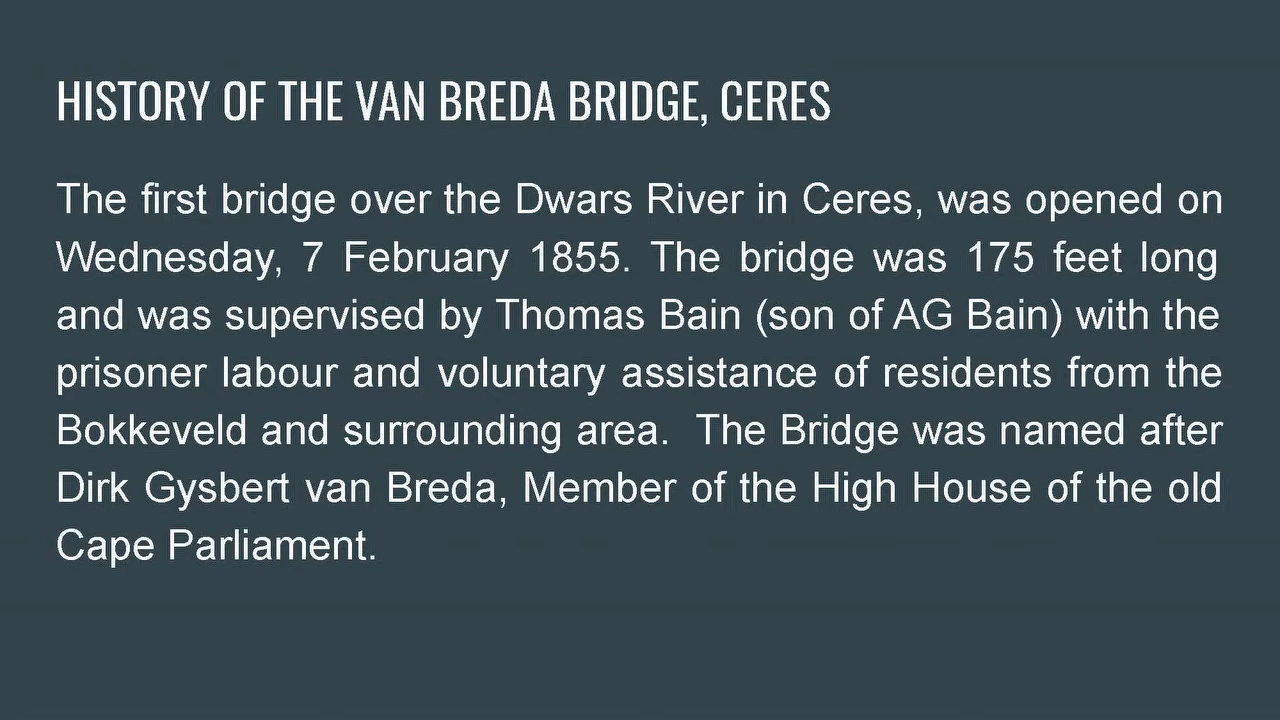 HISTORY OF THE VAN BREDA BRIDGE, CERES
The first bridge over the Dwars River in Ceres, was opened on
Wednesday, 7 February 1855. The bridge was 175 feet long
and was supervised by Thomas Bain (son of AG Bain) with the
prisoner labour and voluntary assistance of residents from the
Bokkeveld and surrounding area.  The Bridge was named after
Dirk Gysbert van Breda, Member of the High House of the old
Cape Parliament.